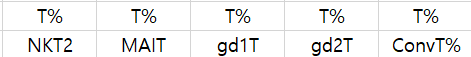 T% T% T% T% T%
NKT2 MAIT gd1T gd2T ConvT%